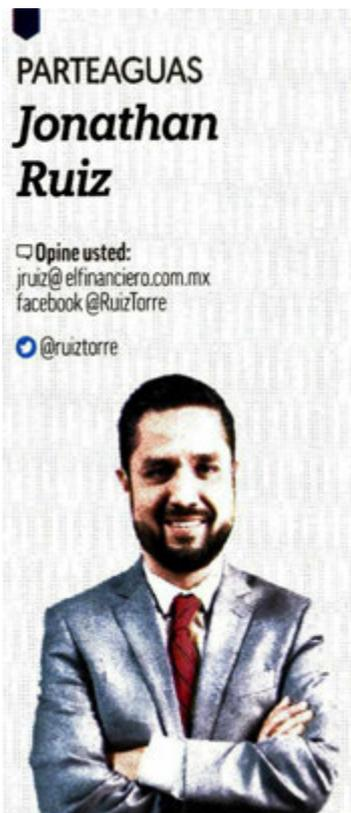 PARTEAGUAS
Jonathan
Ruiz
Opine usted:
jruiz@ elfinanciero.com.mx
facebook @RuizTorre
@ruiztorre